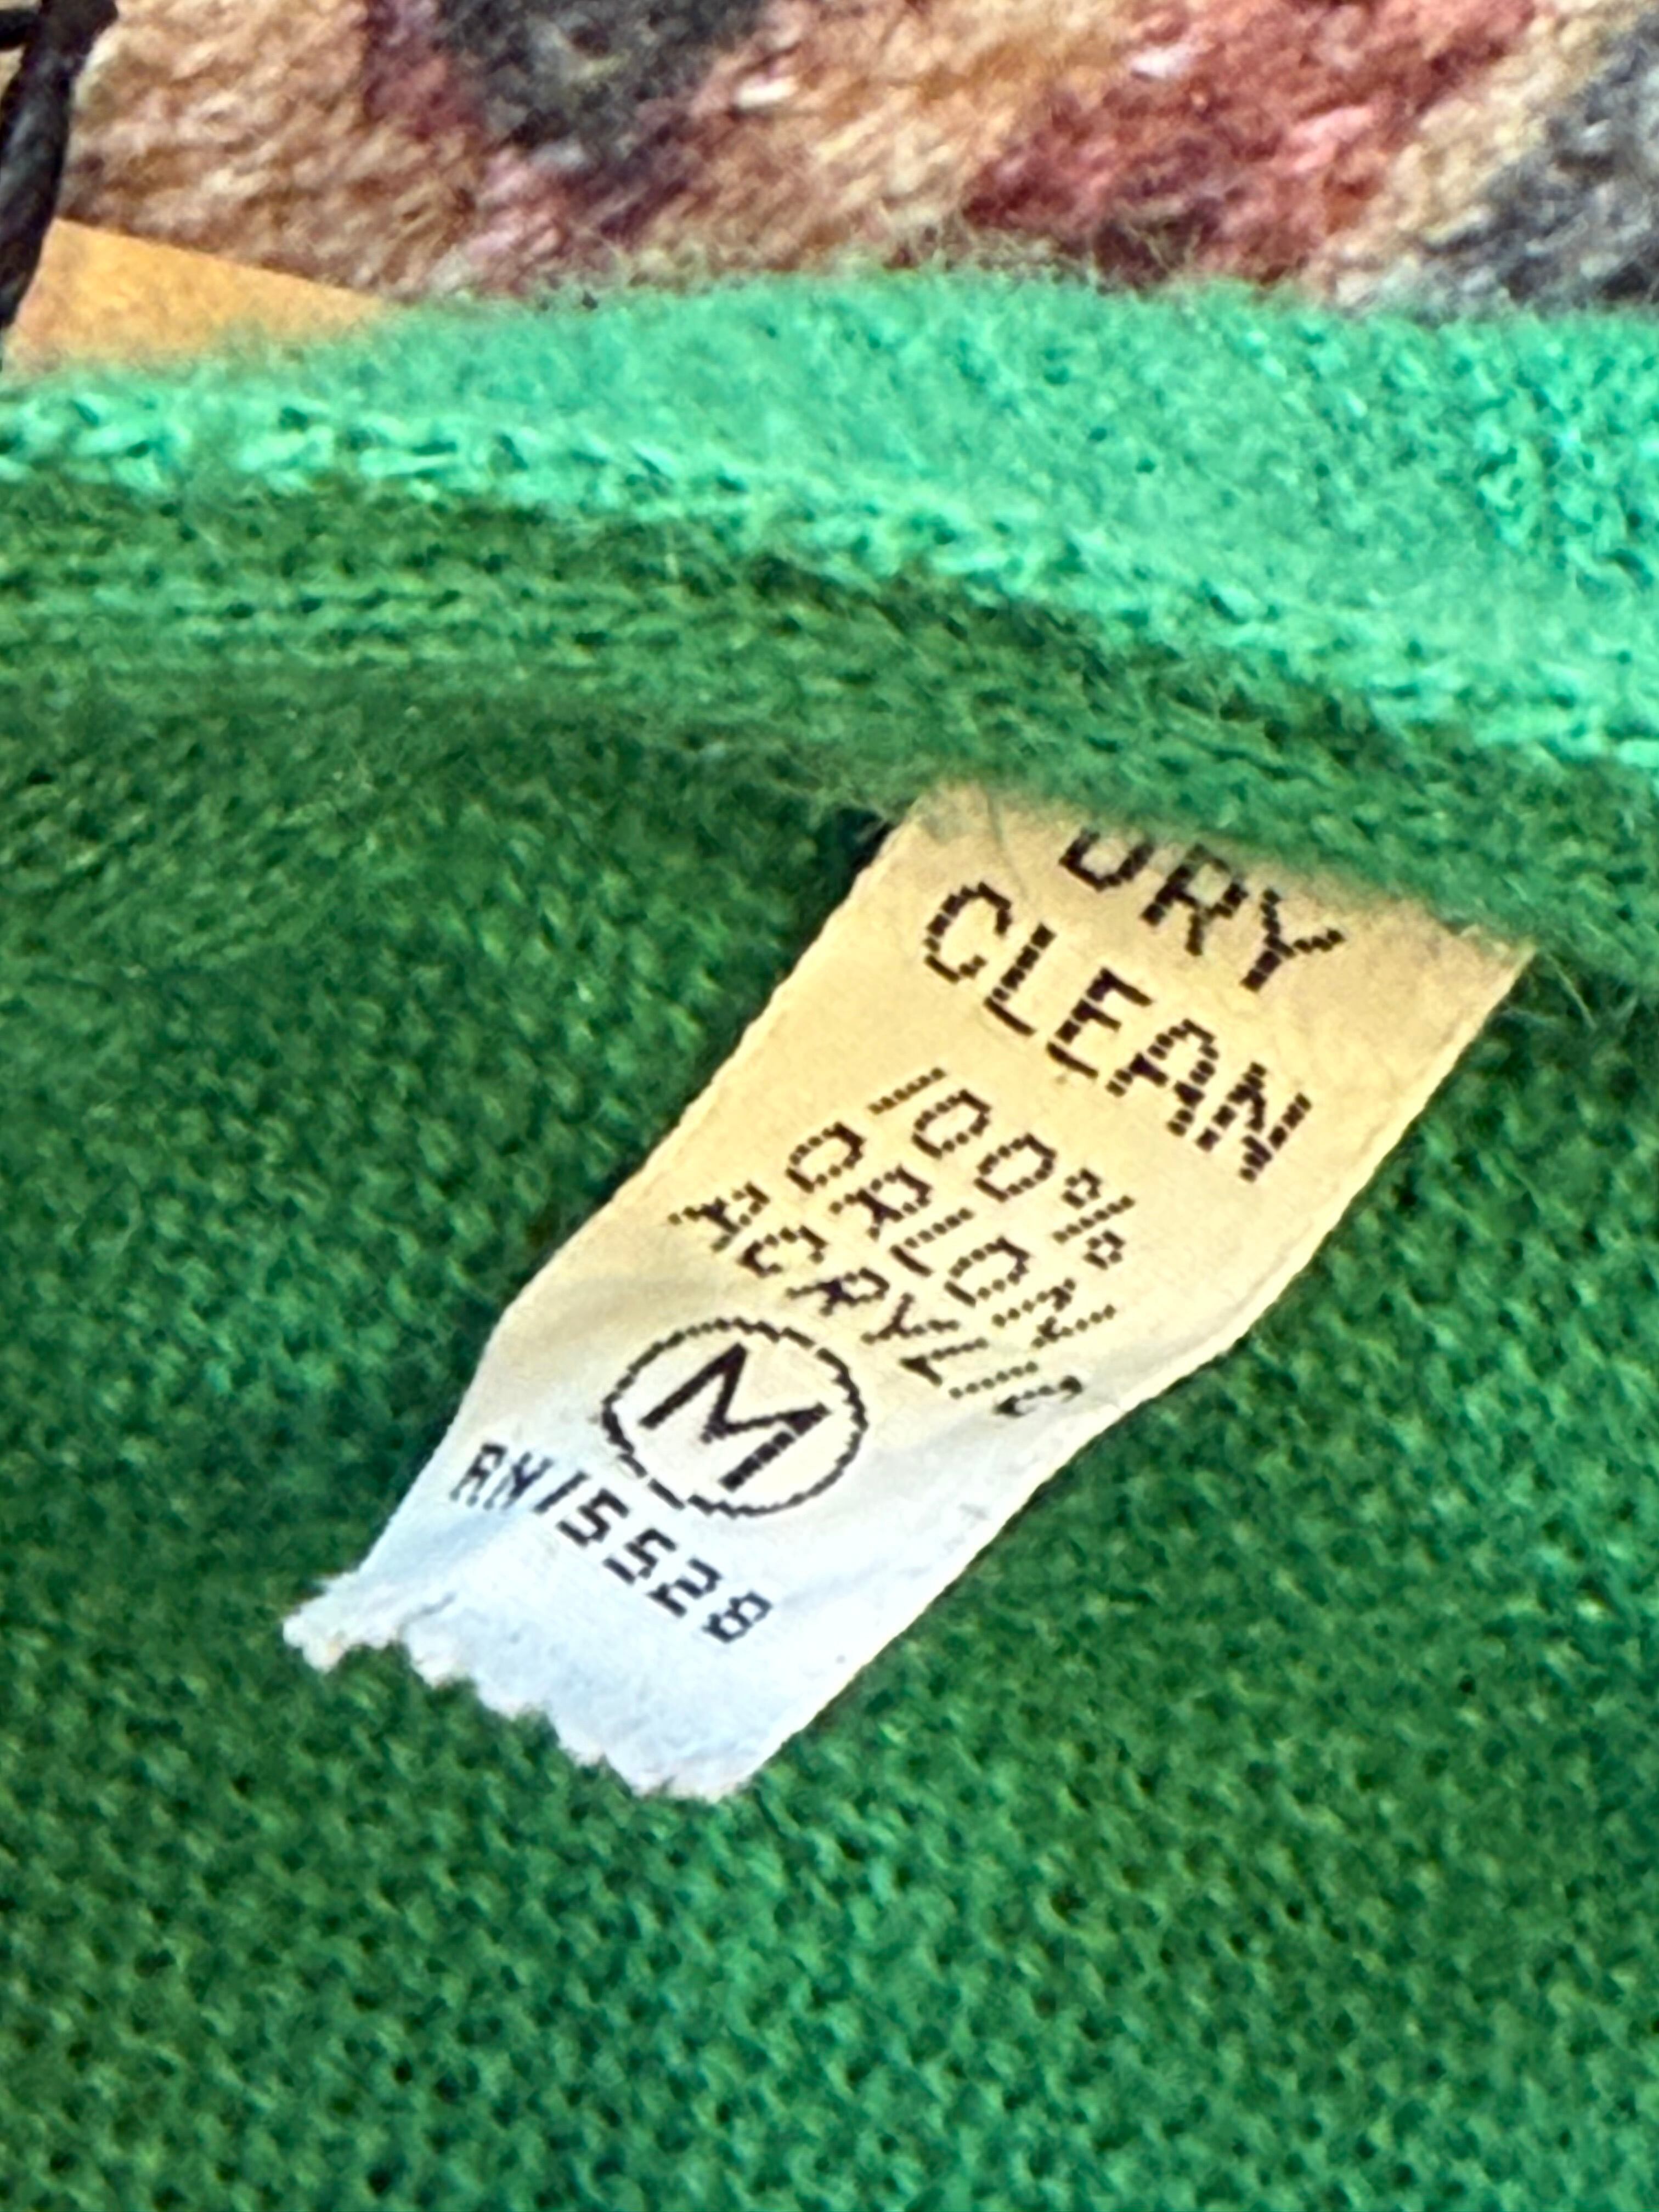 DRY
CLEAN
100%
ORLON
ACRYLIC
M
RN15528